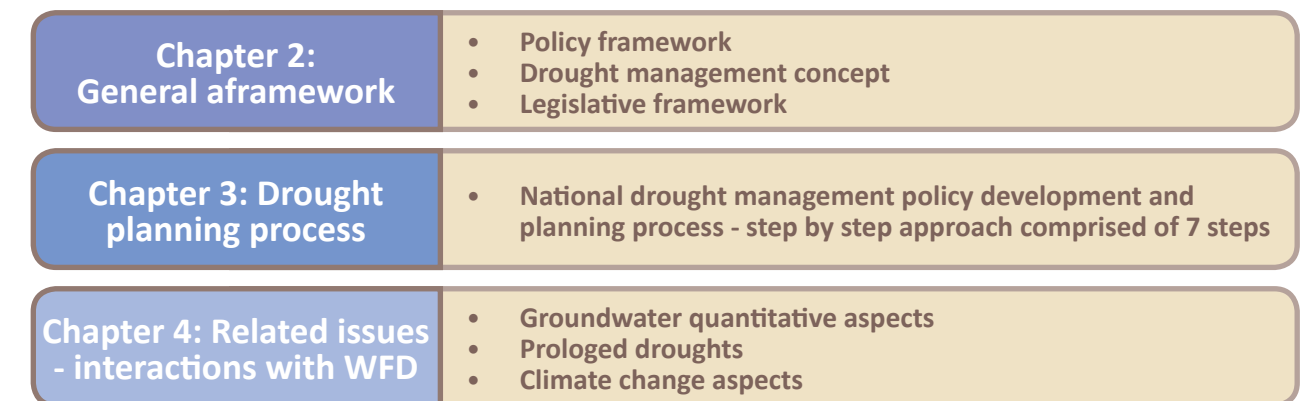 Chapter 2:
General aframework
• Policy framework
• Drought management concept
• Legislative framework
Chapter 3: Drought
planning process
• National drought management policy development and
planning process - step by step approach comprised of 7 steps
Chapter 4: Related issues
- interactions with WFD
• Groundwater quantitative aspects
• Prologed droughts
• Climate change aspects